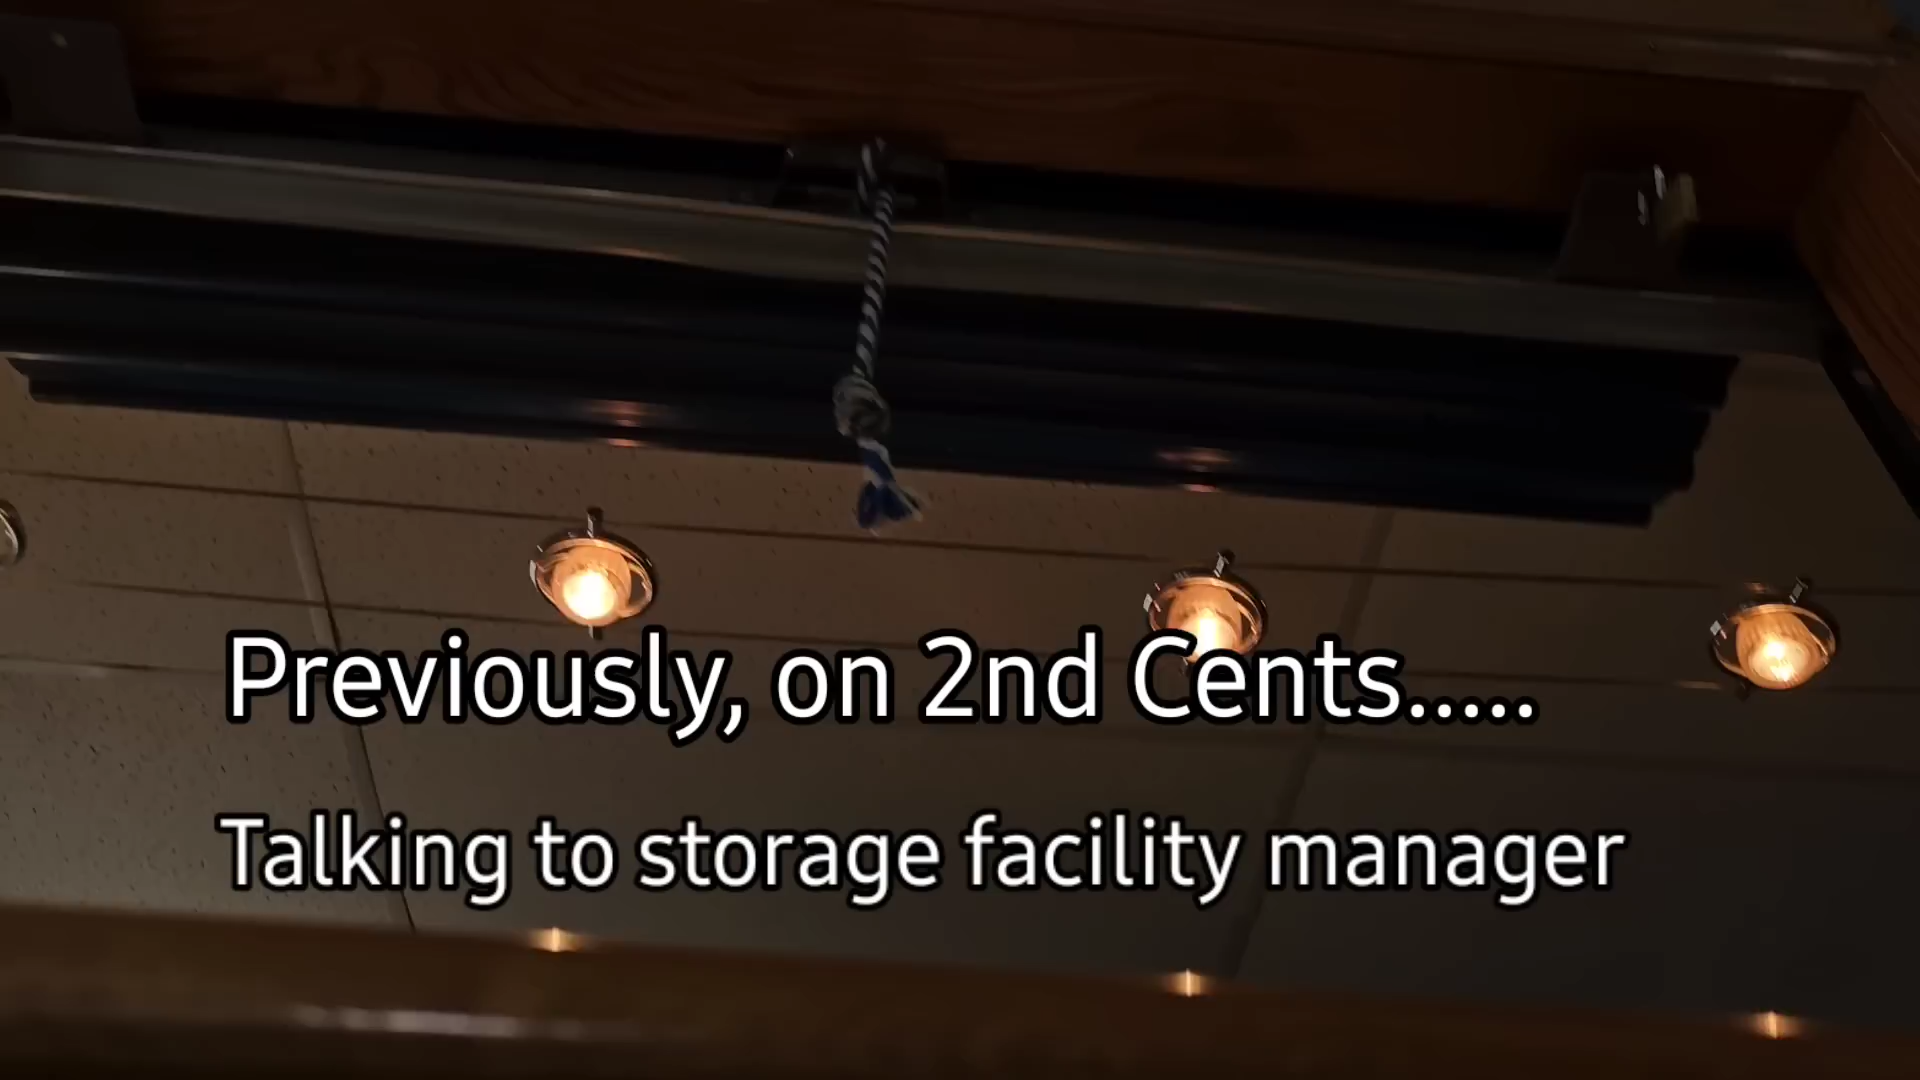 Previously, on 2nd Cents.....
Talking to storage facility manager